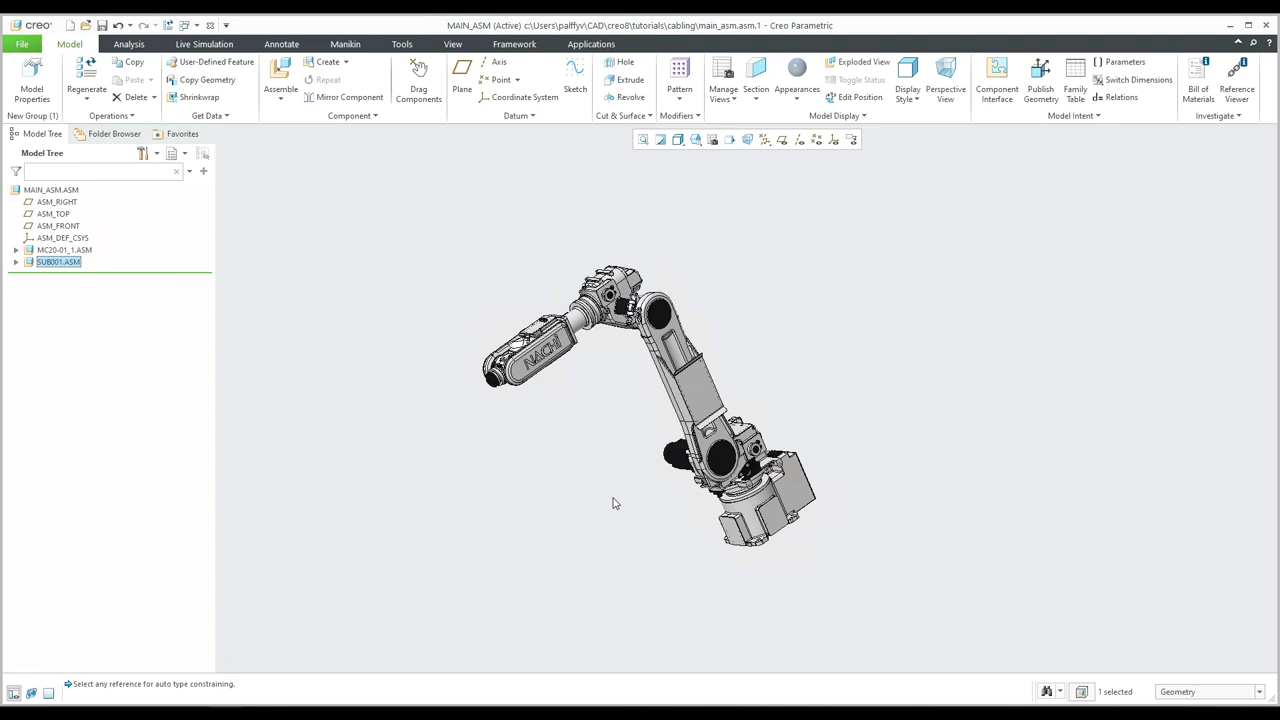 creo
MAIN_ASM (Active) c:\Users\palffyv\CAD\creo8\tutorials\cabling\main_asm.asm.1 - Creo Parametric
File Model Analysis Live Simulation Annotate Manikin Tools View Framework Applications
Model Properties
New Group (1)
Regenerate
Copy
Paste
Delete
Operations
User-Defined Feature
Copy Geometry
Shrinkwrap
Get Data
Assemble
Create
Repeat
Mirror Component
Drag Components
Component
Plane
Axis
Point
Coordinate System
Sketch
Datum
Hole
Extrude
Revolve
Cut & Surface
Pattern
Modifiers
Manage Views
Section
Appearances
Exploded View
Toggle Status
Edit Position
Display Style
Perspective View
Model Display
Component Interface
Publish Geometry
Family Table
Parameters
Switch Dimensions
Relations
Model Intent
Bill of Materials
Reference Viewer
Investigate
Model Tree Folder Browser Favorites
Model Tree
MAIN_ASM.ASM
ASM_RIGHT
ASM_TOP
ASM_FRONT
ASM_DEF_CSYS
MC20-01_1.ASM
SUB001.ASM
NACHI
Select any reference for auto type constraining.
1 selected
Geometry